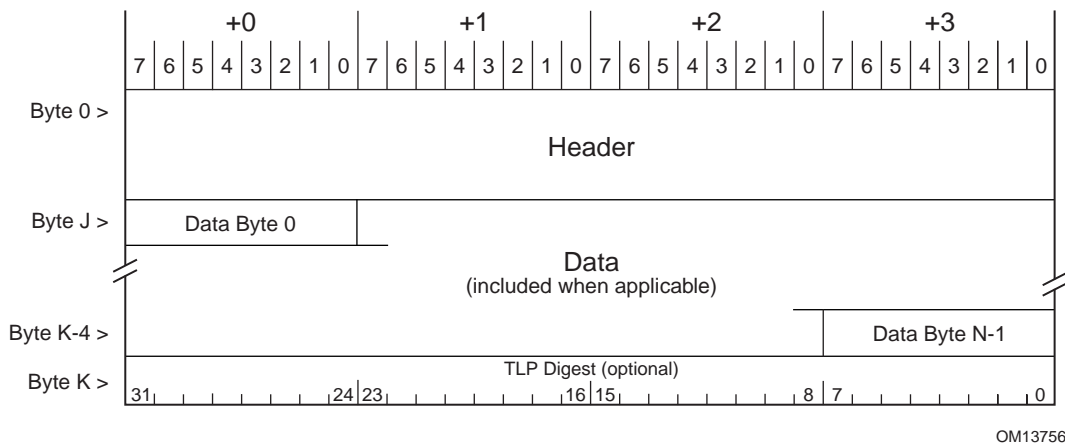 +0 +1 +2 +3
7 6 5 4 3 2 1 0 7 6 5 4 3 2 1 0 7 6 5 4 3 2 1 0 7 6 5 4 3 2 1 0
Byte 0 >
Header
Byte J > Data Byte 0
Data
(included when applicable)
Byte K-4 > Data Byte N-1
TLP Digest (optional)
Byte K >
31 24 23 16 15 8 7 0
OM13756